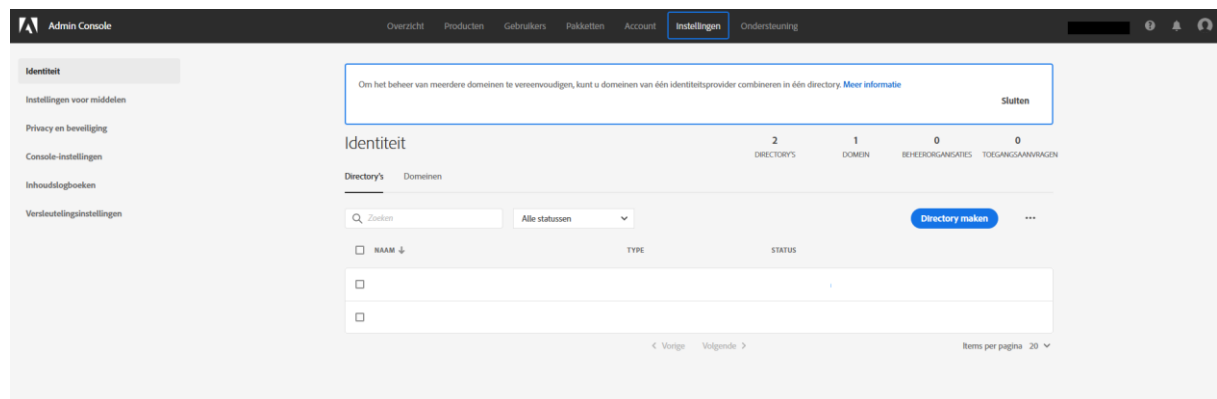 Admin Console
Overzicht Producten Gebruikers Pakketten Account Instellingen Ondersteuning
Identiteit
Instellingen voor middelen
Privacy en beveiliging
Console-instellingen
Inhoudslogboeken
Versleutelingsinstellingen
Om het beheer van meerdere domeinen te vereenvoudigen, kunt u domeinen van één identiteitsprovider combineren in één directory. Meer informatie
Sluiten
Identiteit
2 1 0 0
DIRECTORY'S DOMEIN BEHEERORGANISATIES TOEGANGSAANVRAGEN
Directory's Domeinen
Zoeken Alle statussen Directory maken
NAAM TYPE STATUS
Vorige Volgende Items per pagina 20